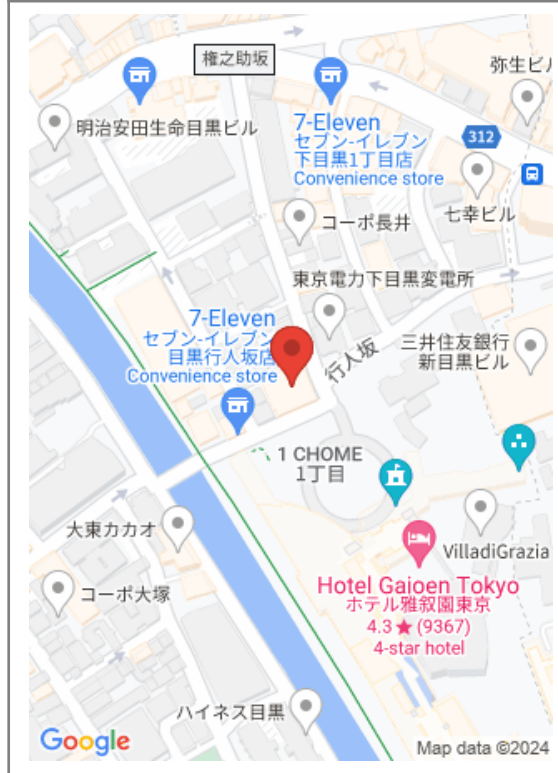 権之助坂
弥生ビル
明治安田生命目黒ビル
7-Eleven
セブン-イレブン
下目黒1丁目店
Convenience store
312
七幸ビル
コーポ長井
東京電力下目黒変電所
7-Eleven
セブン-イレブン
目黒行人坂店
Convenience store
行人坂
三井住友銀行
新目黒ビル
1 CHOME
1丁目
大東カカオ
VilladiGrazia
コーポ大塚
Hotel Gajoen Tokyo
ホテル雅叙園東京
4.3★(9367)
4-star hotel
ハイネス目黒
Google
Map data ©2024